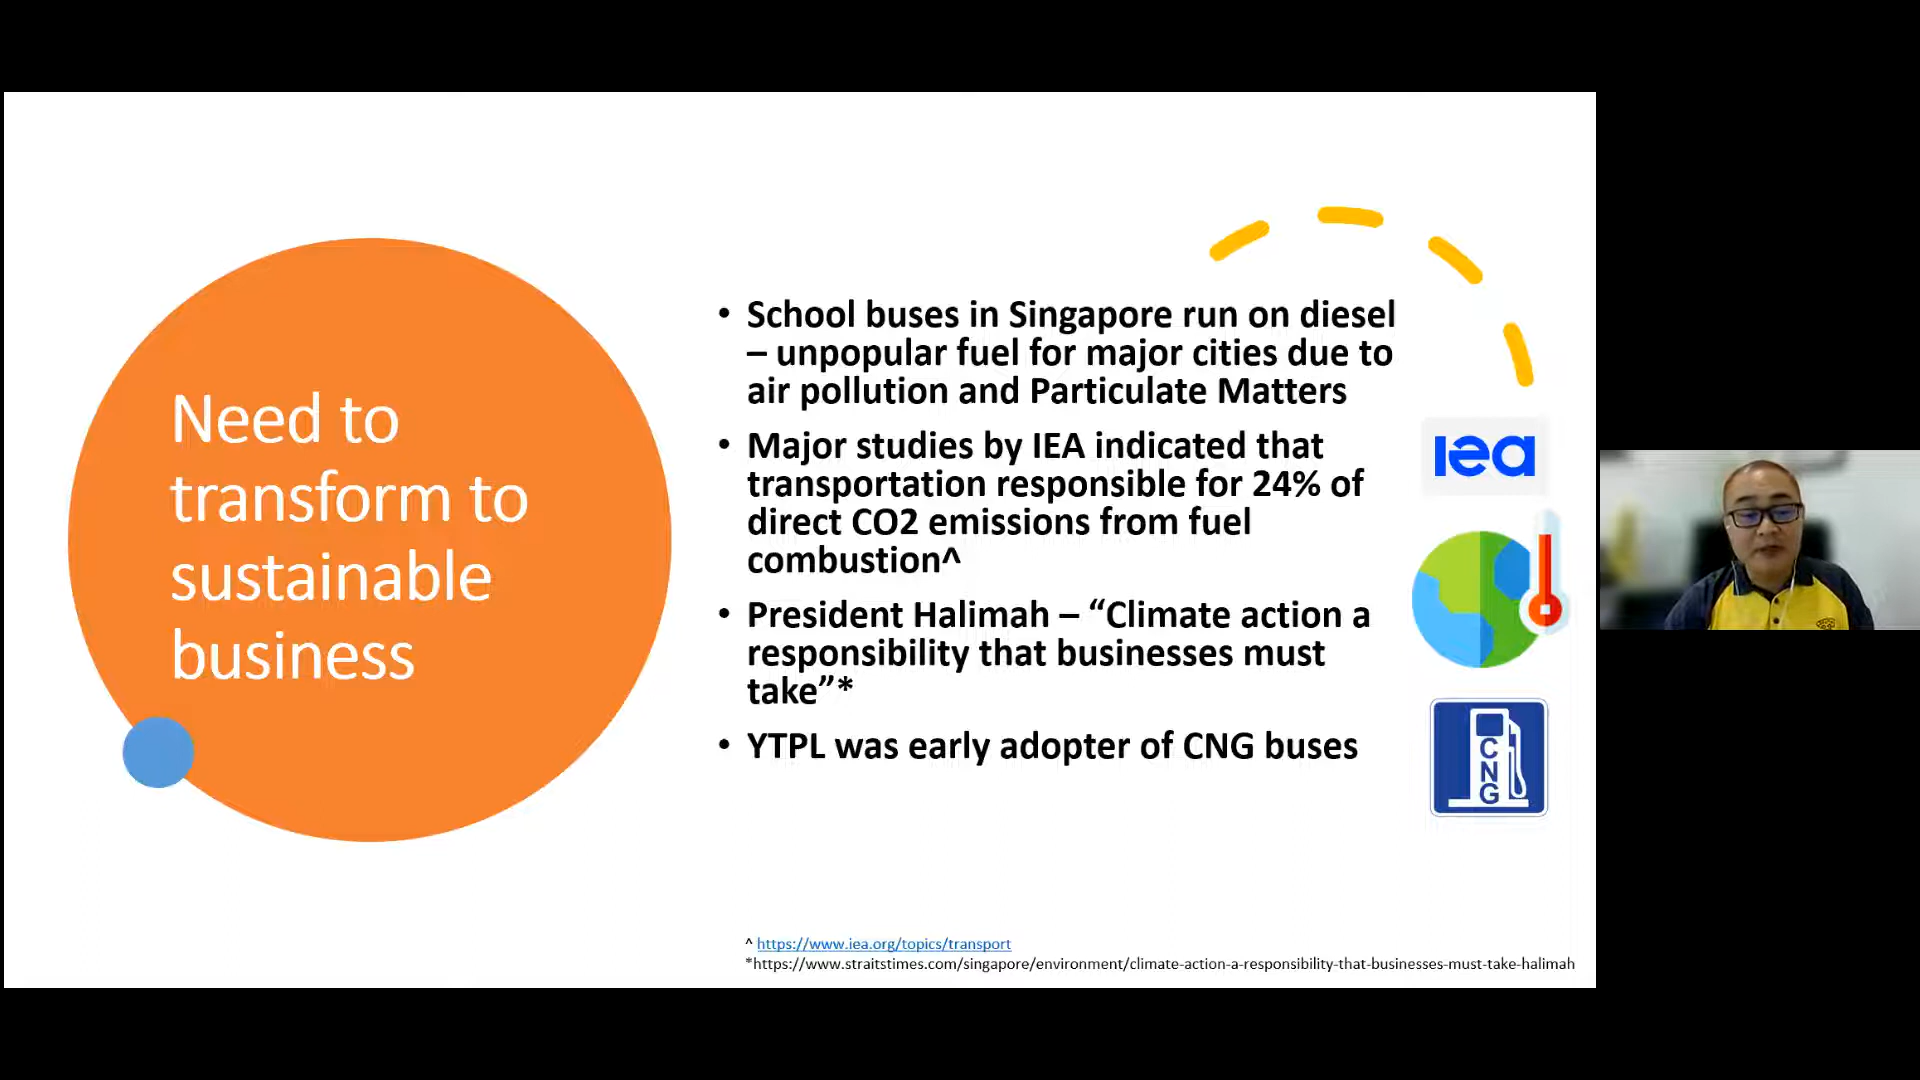 Need to
transform to
sustainable
business
• School buses in Singapore run on diesel
– unpopular fuel for major cities due to
air pollution and Particulate Matters
• Major studies by IEA indicated that
transportation responsible for 24% of
direct CO2 emissions from fuel
combustion^
• President Halimah – “Climate action a
responsibility that businesses must
take”*
• YTPL was early adopter of CNG buses
iea
C
N
G
^ https://www.iea.org/topics/transport
*https://www.straitstimes.com/singapore/environment/climate-action-a-responsibility-that-businesses-must-take-halimah